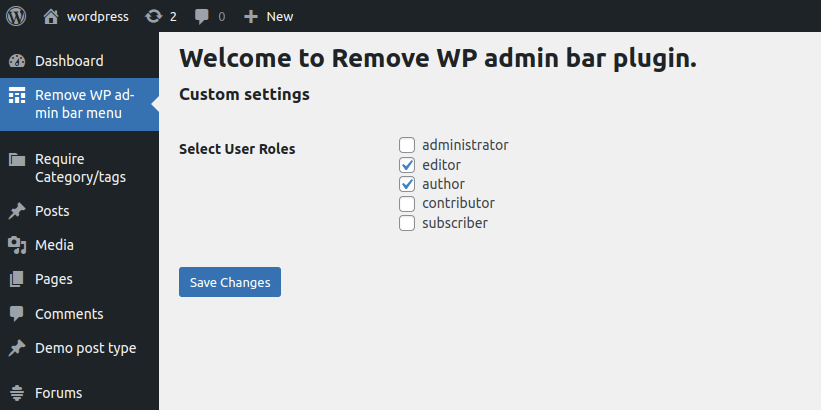 wordpress 2 0 New
Dashboard
Remove WP ad-
min bar menu
Require
Category/tags
Posts
Media
Pages
Comments
Demo post type
Forums
Welcome to Remove WP admin bar plugin.
Custom settings
Select User Roles
administrator
editor
author
contributor
subscriber
Save Changes